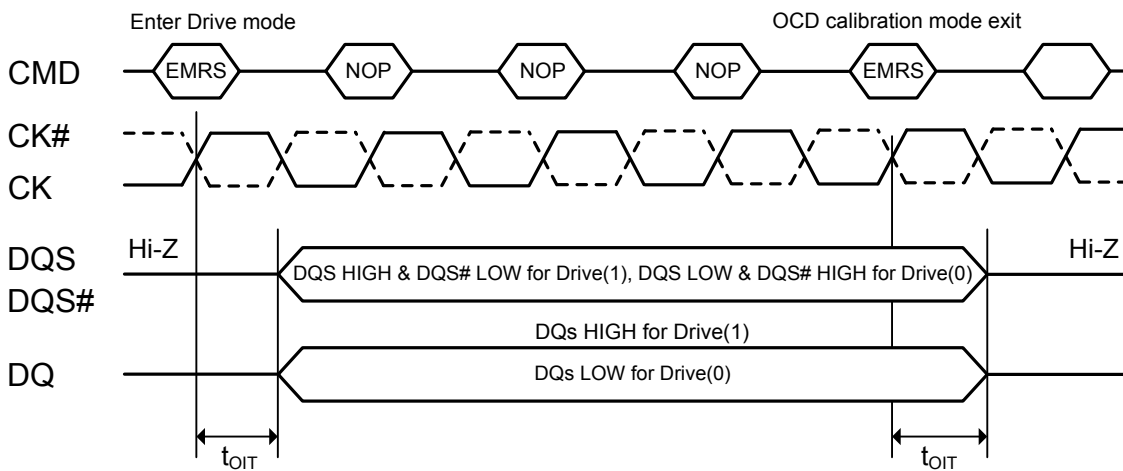 Enter Drive mode OCD calibration mode exit
CMD EMRS NOP NOP NOP EMRS
CK#
CK
Hi-Z Hi-Z
DQS
DQS HIGH & DQS# LOW for Drive(1), DQS LOW & DQS# HIGH for Drive(0)
DQS#
DQs HIGH for Drive(1)
DQ DQs LOW for Drive(0)
tOIT tOIT